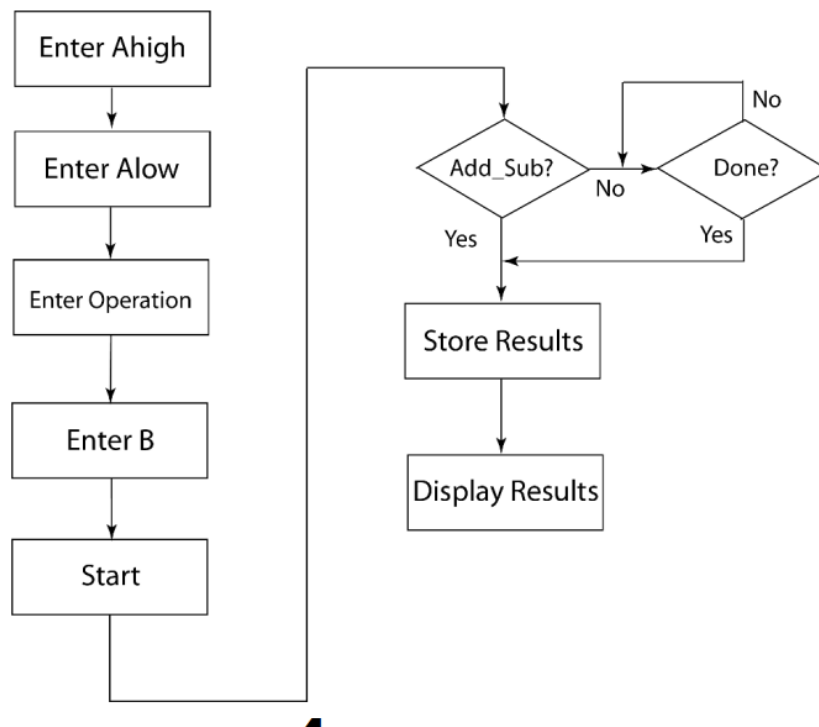 Enter Ahigh
Enter Alow
Enter Operation
Enter B
Start
Add_Sub?
No
Yes
Done?
No
Yes
Store Results
Display Results